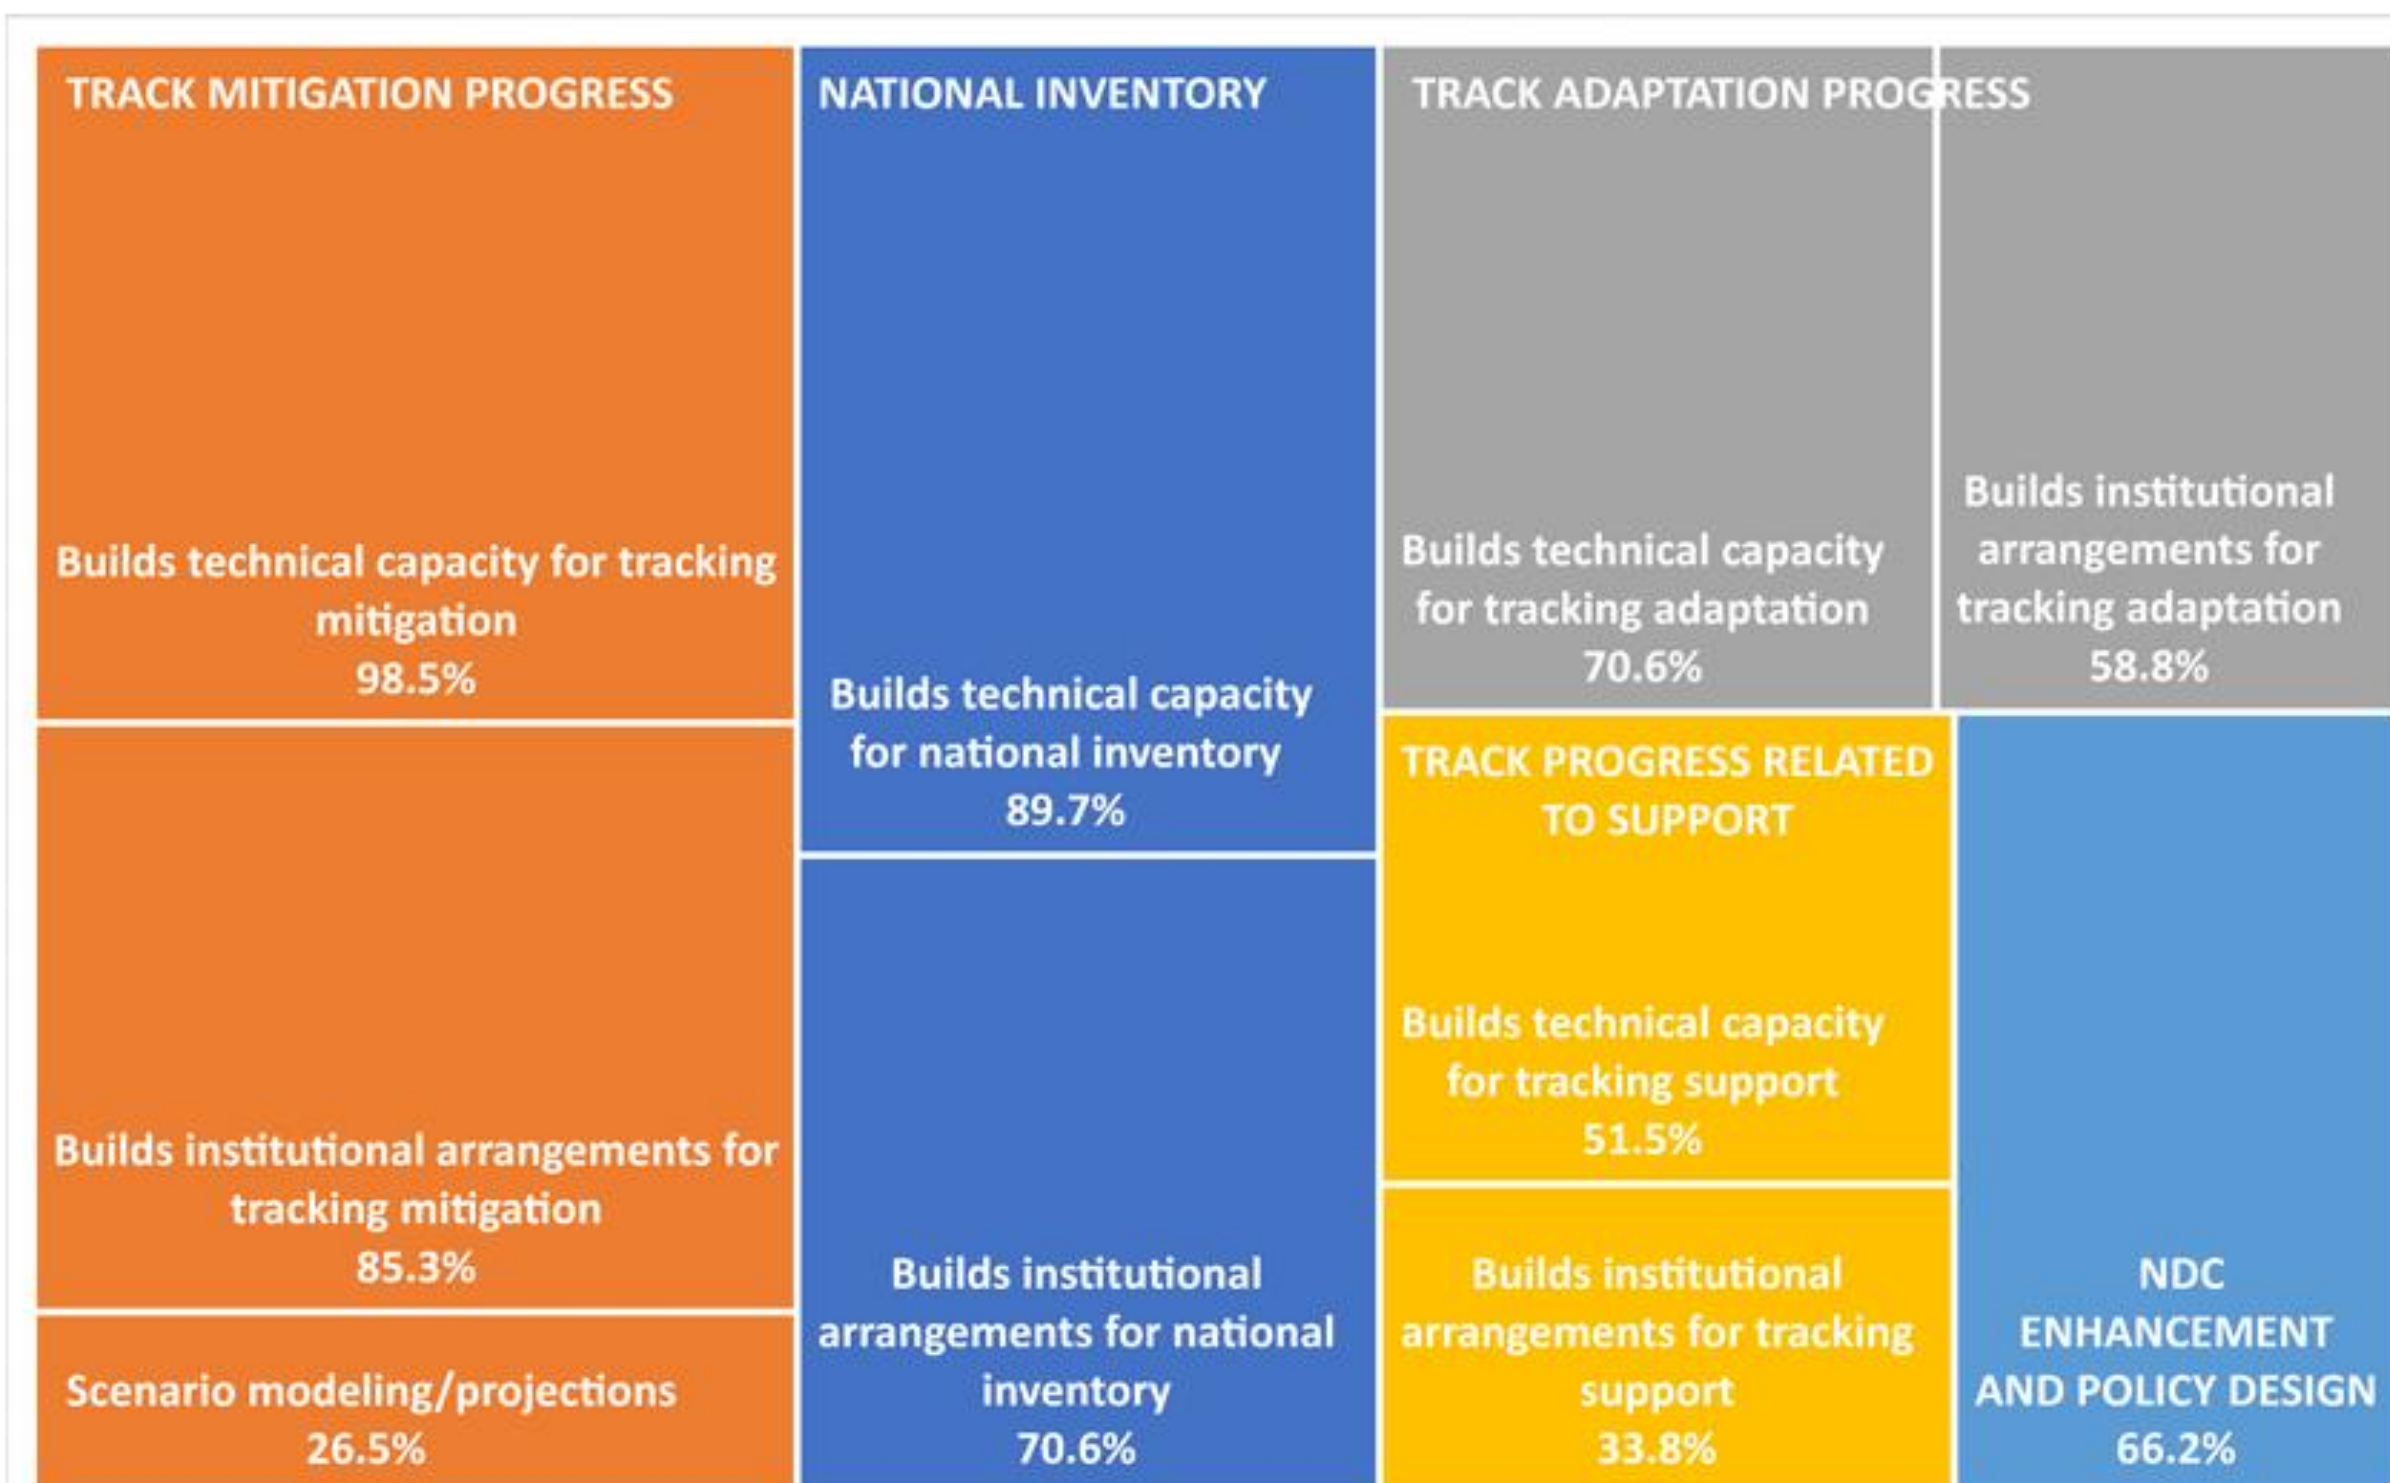 TRACK MITIGATION PROGRESS
Builds technical capacity for tracking
mitigation
98.5%
Builds institutional arrangements for
tracking mitigation
85.3%
Scenario modeling/projections
26.5%
NATIONAL INVENTORY
Builds technical capacity
for national inventory
89.7%
Builds institutional
arrangements for national
inventory
70.6%
TRACK ADAPTATION PROGRESS
Builds technical capacity
for tracking adaptation
70.6%
Builds institutional
arrangements for
tracking adaptation
58.8%
TRACK PROGRESS RELATED
TO SUPPORT
Builds technical capacity
for tracking support
51.5%
Builds institutional
arrangements for tracking
support
33.8%
NDC
ENHANCEMENT
AND POLICY DESIGN
66.2%